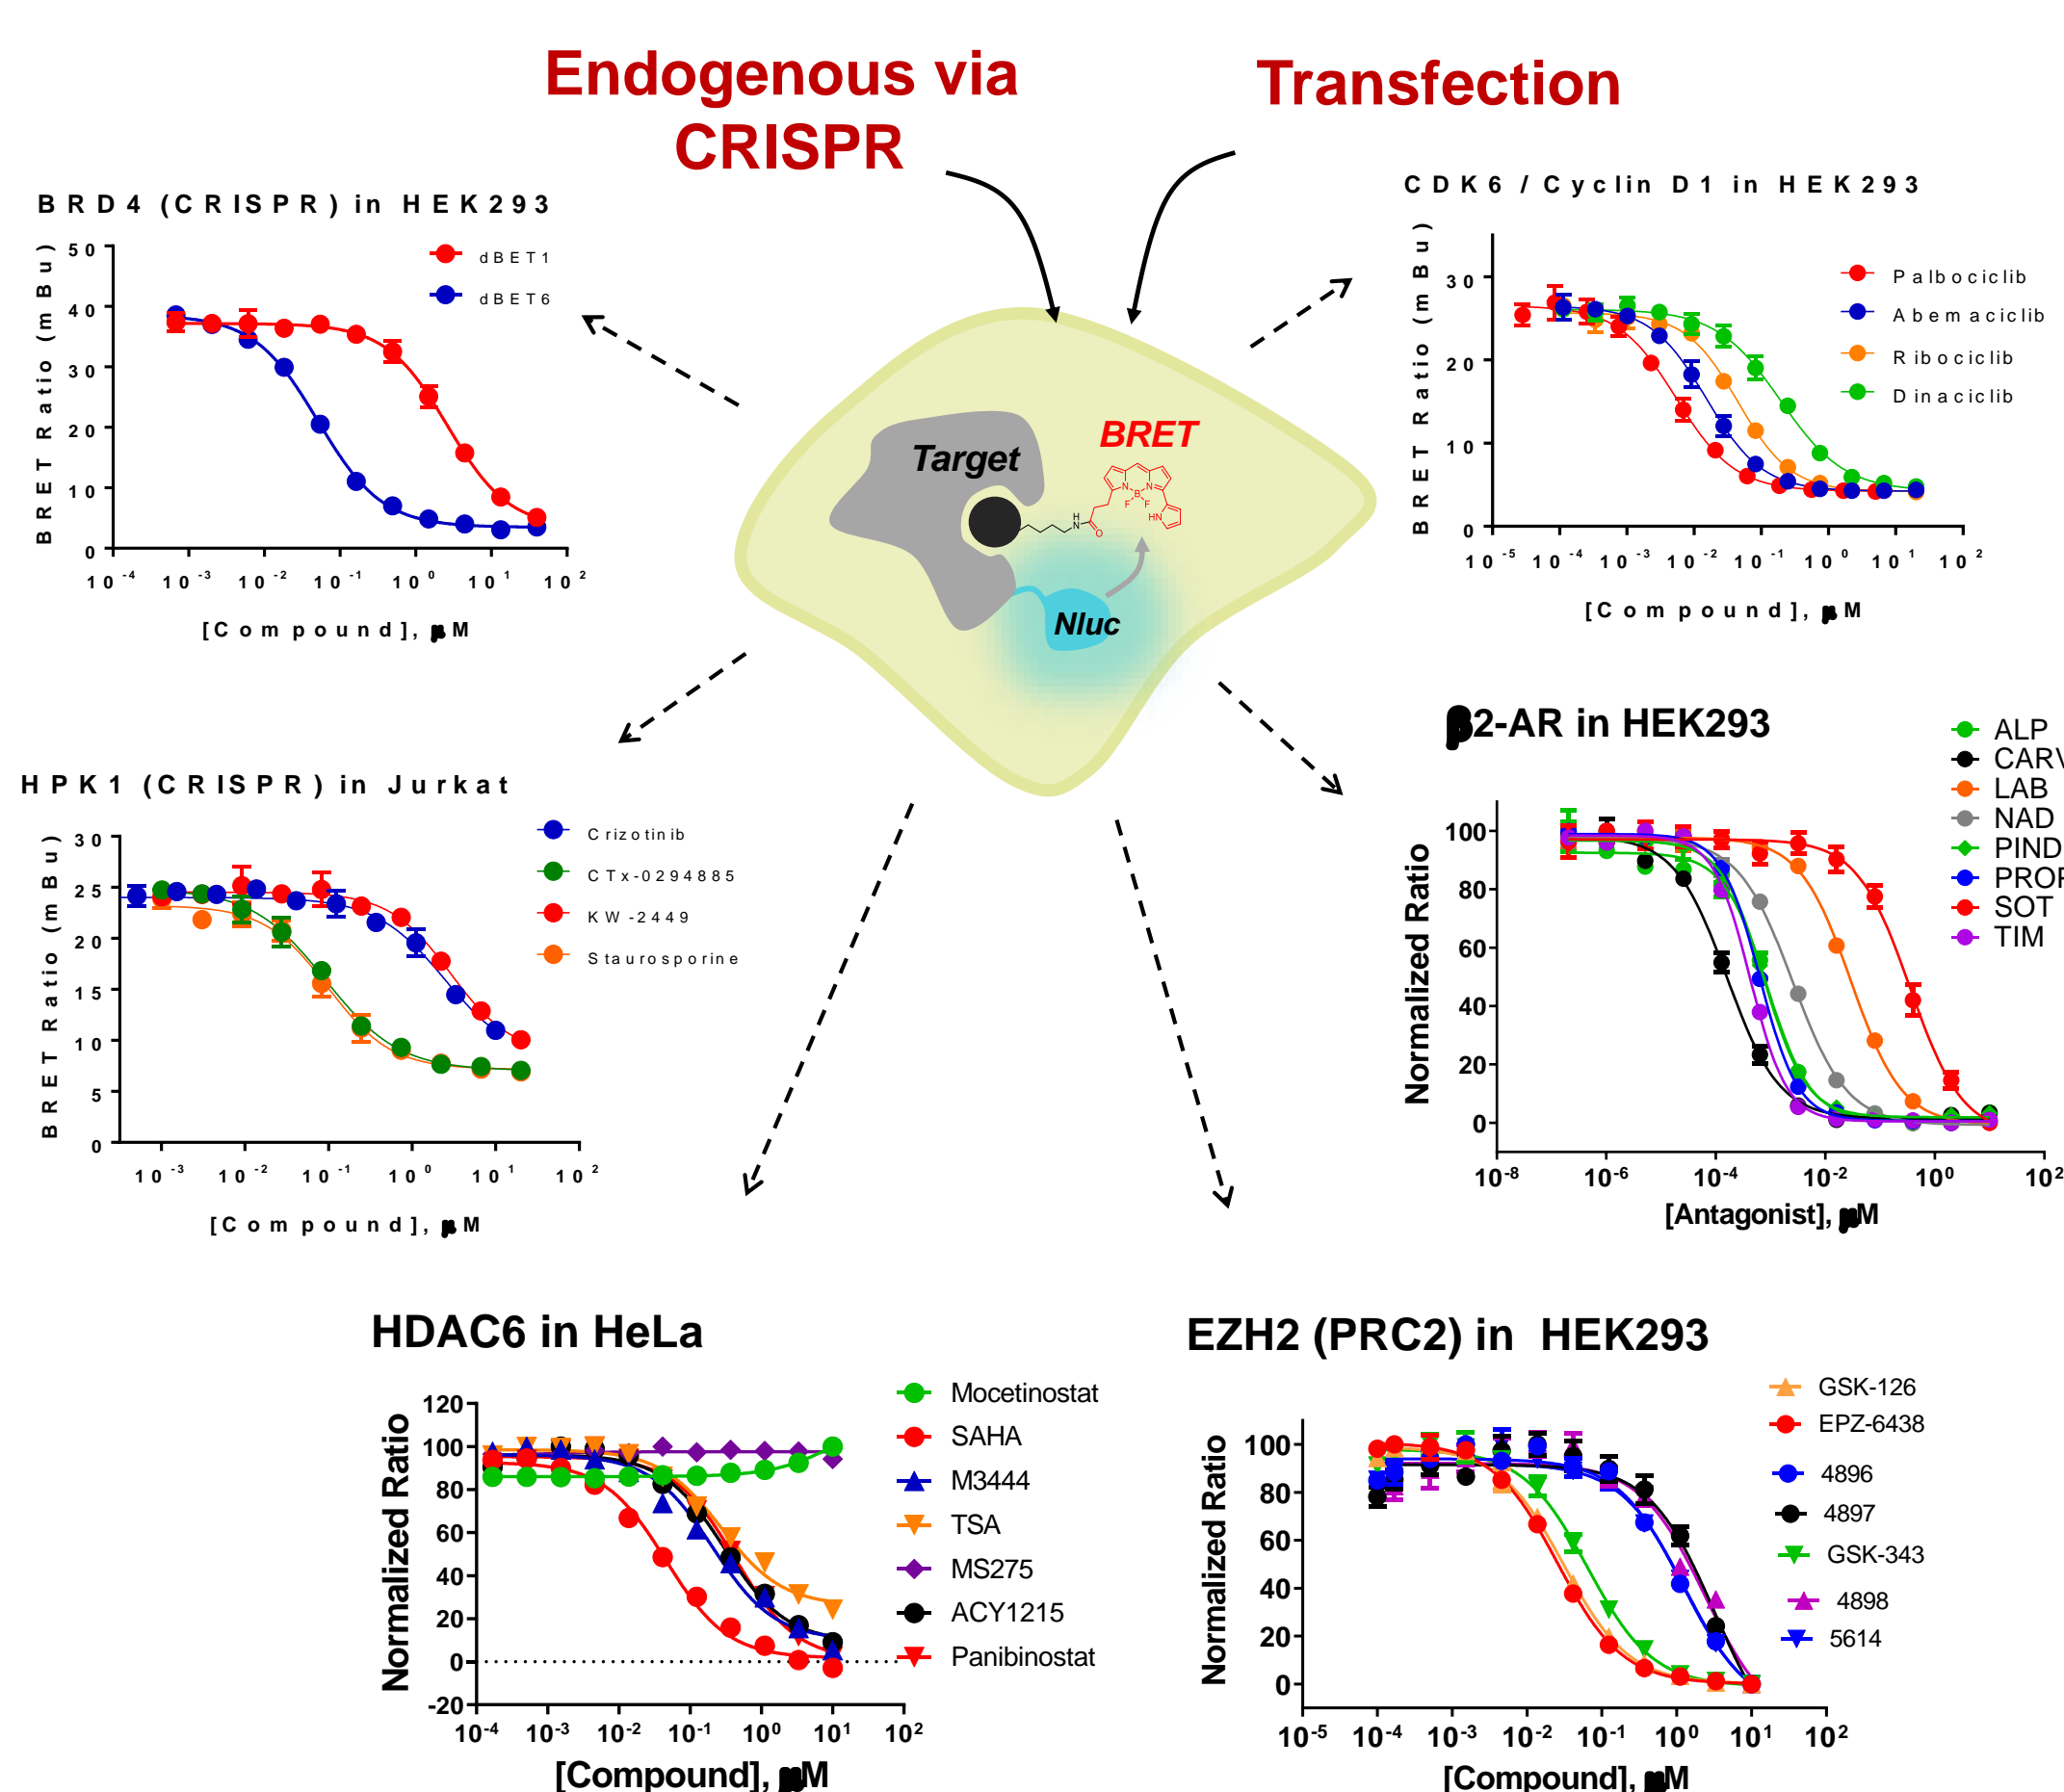 Endogenous via
CRISPR
Transfection
BRD4 (CRISPR) in HEK293
BRET Ratio (mBu)
50
40
30
20
10
0
dBET1
dBET6
10-4 10-3 10-2 10-1 100 101 102
[Compound], μM
CDK6 / Cyclin D1 in HEK293
BRET Ratio (mBu)
30
20
10
0
Palbociclib
Abemaciclib
Ribociclib
Dinaciclib
10-5 10-4 10-3 10-2 10-1 100 101 102
[Compound], μM
Target
BRET
N
B
N
F
F
HN
H
N
O
Nluc
HPK1 (CRISPR) in Jurkat
BRET Ratio (mBu)
30
25
20
15
10
5
0
Crizotinib
CTx-0294885
KW-2449
Staurosporine
10-3 10-2 10-1 100 101 102
[Compound], μM
β2-AR in HEK293
Normalized Ratio
100
80
60
40
20
0
ALP
CARV
LAB
NAD
PIND
PROP
SOT
TIM
10-8 10-6 10-4 10-2 100 102
[Antagonist], μM
HDAC6 in HeLa
Normalized Ratio
120
100
80
60
40
20
0
-20
Mocetinostat
SAHA
M3444
TSA
MS275
ACY1215
Panibinostat
10-4 10-3 10-2 10-1 100 101 102
[Compound], μM
EZH2 (PRC2) in HEK293
Normalized Ratio
100
80
60
40
20
0
GSK-126
EPZ-6438
4896
4897
GSK-343
4898
5614
10-5 10-4 10-3 10-2 10-1 100 101 102
[Compound], μM